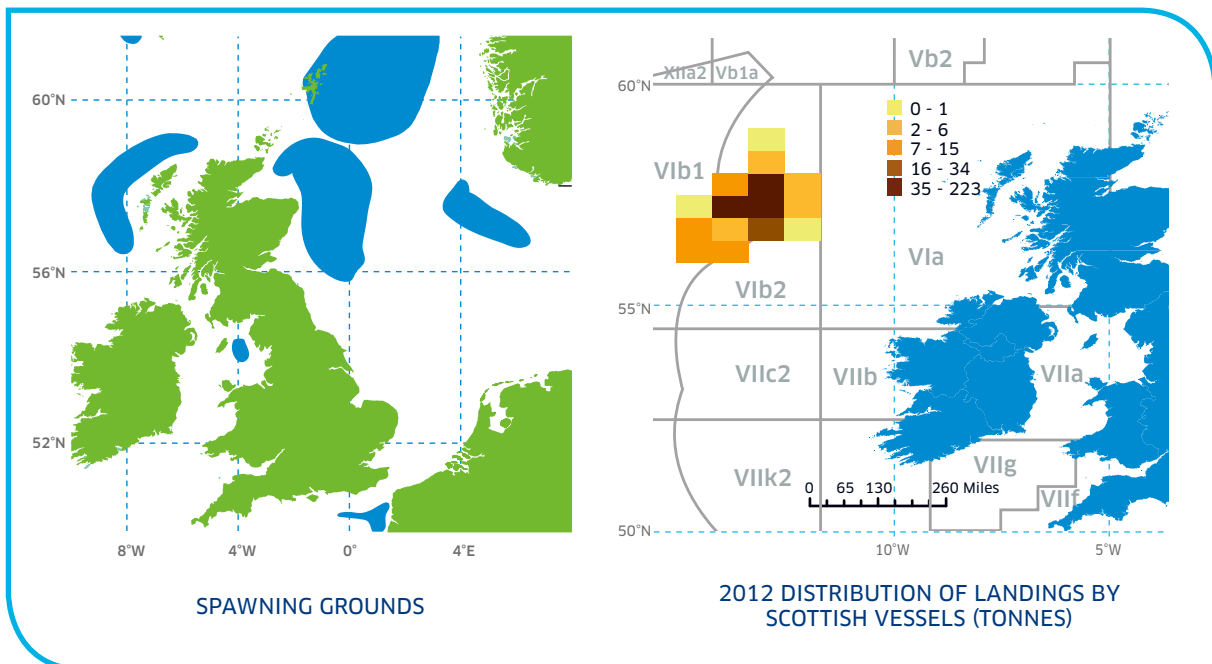 60°N
56°N
52°N
8°W
4°W
0°
4°E
SPAWNING GROUNDS
XIIa2
Vb1a
Vb2
60°N
0 - 1
2 - 6
7 - 15
16 - 34
35 - 223
VIb1
VIa
VIb2
55°N
VIIc2
VIIb
VIIa
VIIk2
VIIg
VIIf
0 65 130 260 Miles
50°N
10°W
5°W
2012 DISTRIBUTION OF LANDINGS BY
SCOTTISH VESSELS (TONNES)